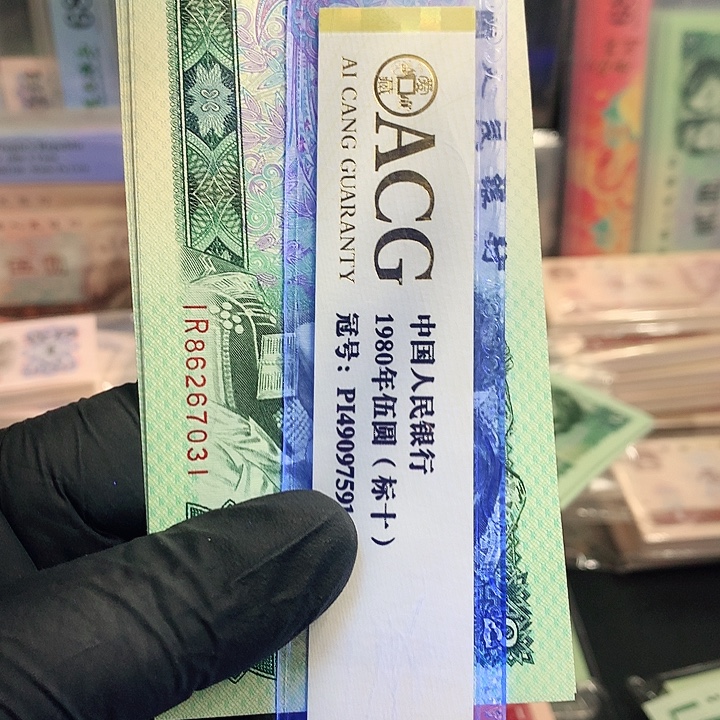 ACG
AI CANG GUARANTY
中国人民银行
1980年伍圆（标十）
冠号：PI49097591
IR86267031